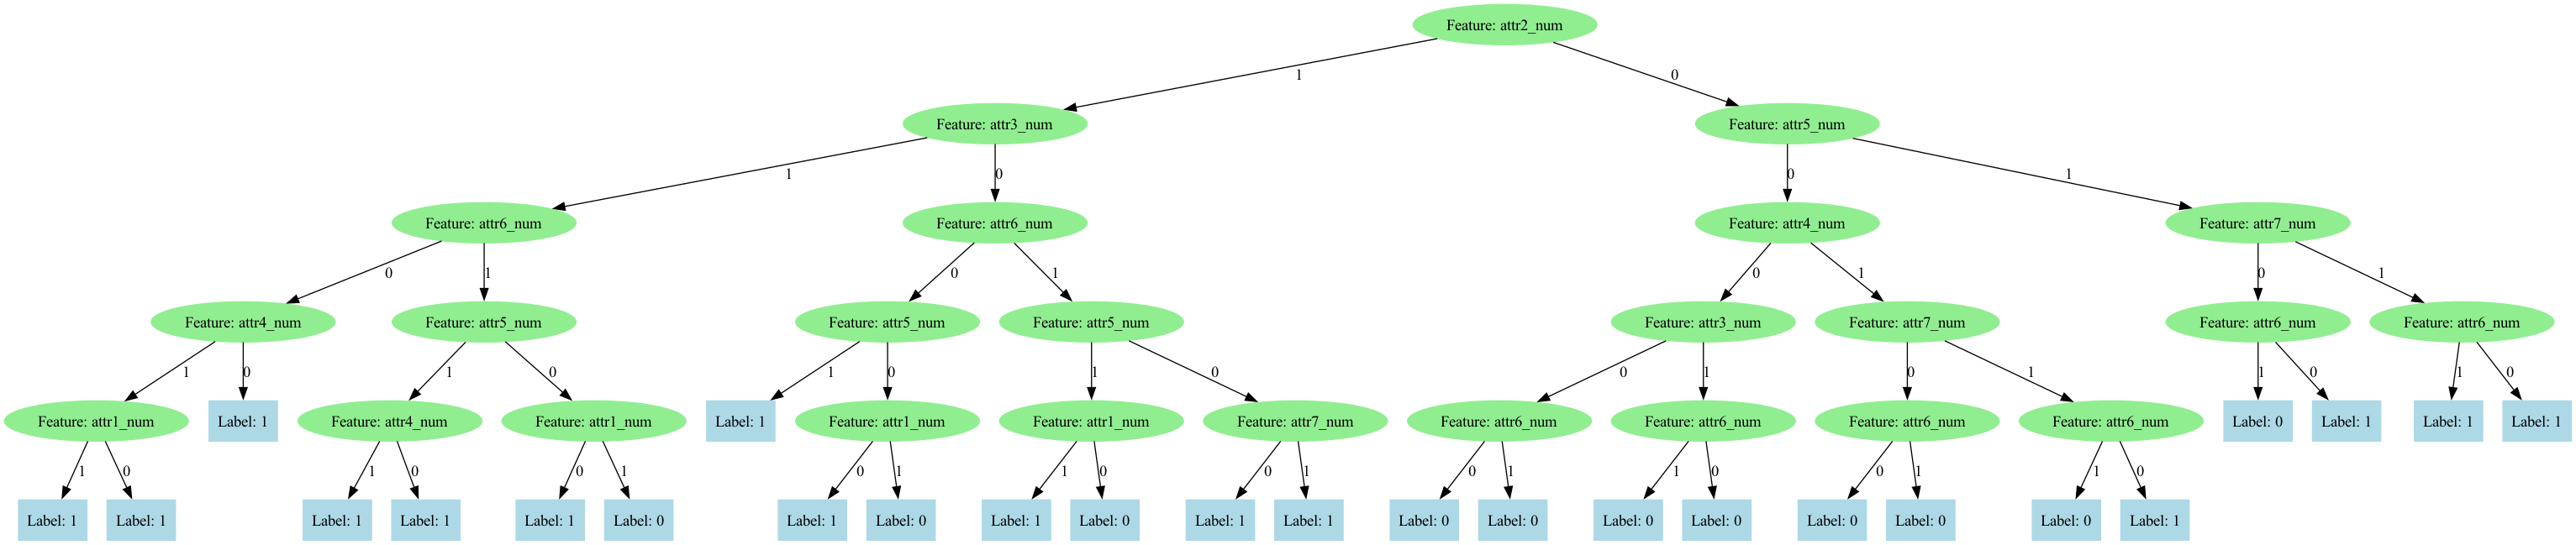 Feature: attr2_num
1
0
Feature: attr3_num
Feature: attr5_num
1
0
0
1
Feature: attr6_num
Feature: attr6_num
Feature: attr4_num
Feature: attr7_num
0
1
0
1
0
1
0
1
Feature: attr4_num
Feature: attr5_num
Feature: attr5_num
Feature: attr5_num
Feature: attr3_num
Feature: attr7_num
Feature: attr6_num
Feature: attr6_num
1
0
1
0
1
0
1
0
0
1
0
1
1
0
1
0
Feature: attr1_num
Label: 1
Feature: attr4_num
Feature: attr1_num
Label: 1
Feature: attr1_num
Feature: attr1_num
Feature: attr7_num
Feature: attr6_num
Feature: attr6_num
Feature: attr6_num
Feature: attr6_num
Label: 0
Label: 1
Label: 1
Label: 1
1
0
1
0
0
1
0
1
1
0
0
1
0
1
1
0
0
1
1
0
Label: 1
Label: 1
Label: 1
Label: 1
Label: 1
Label: 0
Label: 1
Label: 0
Label: 1
Label: 0
Label: 1
Label: 1
Label: 0
Label: 0
Label: 0
Label: 0
Label: 0
Label: 0
Label: 0
Label: 1